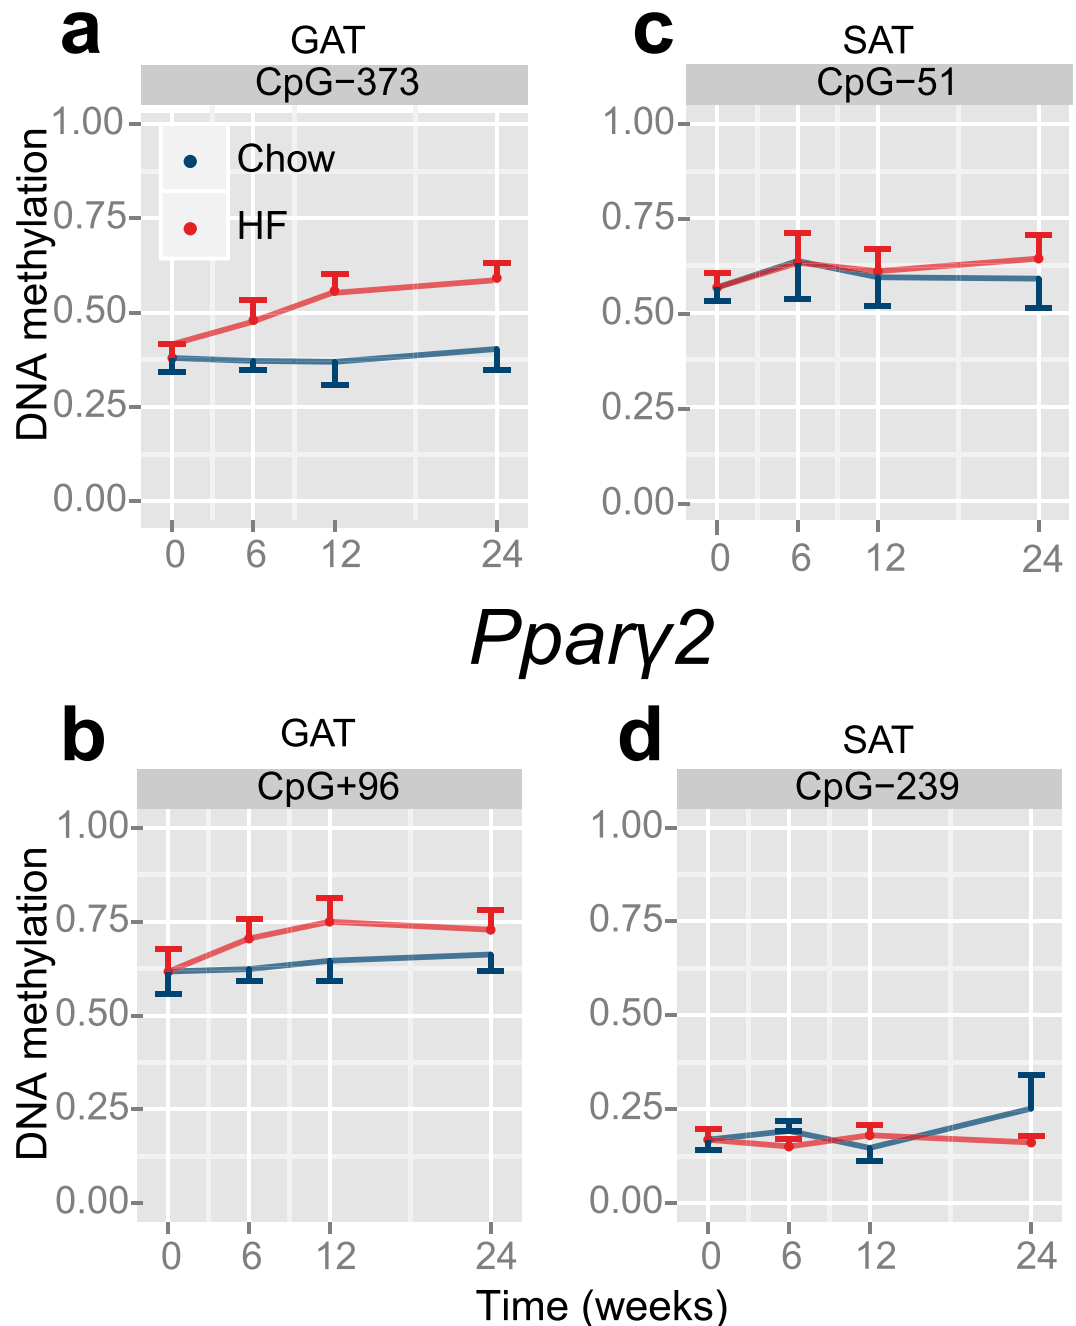 a
GAT
CpG−373
DNA methylation
1.00
0.75
0.50
0.25
0.00
Chow
HF
0 6 12 24
c
SAT
CpG−51
1.00
0.75
0.50
0.25
0.00
0 6 12 24
Pparγ2
b
GAT
CpG+96
DNA methylation
1.00
0.75
0.50
0.25
0.00
0 6 12 24
d
SAT
CpG−239
1.00
0.75
0.50
0.25
0.00
0 6 12 24
Time (weeks)